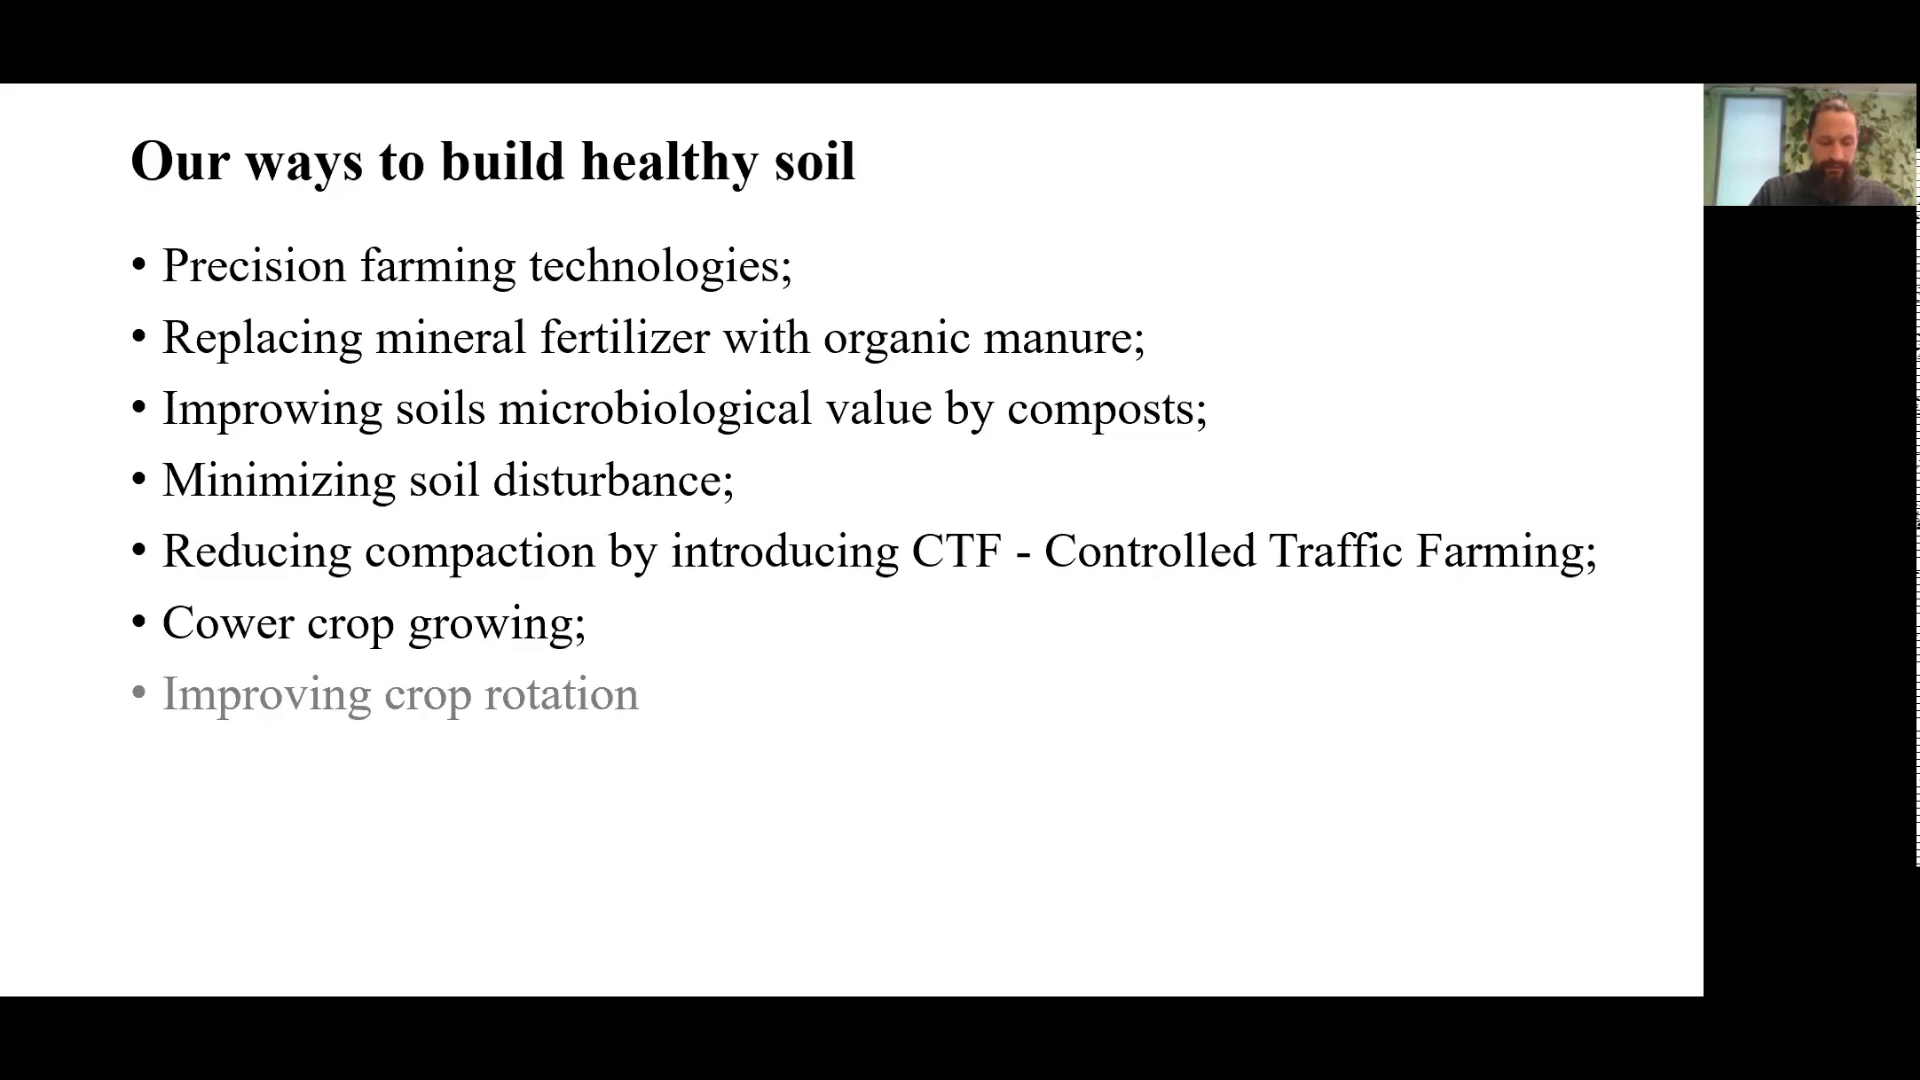 Our ways to build healthy soil
• Precision farming technologies;
• Replacing mineral fertilizer with organic manure;
• Improwing soils microbiological value by composts;
• Minimizing soil disturbance;
• Reducing compaction by introducing CTF - Controlled Traffic Farming;
• Cower crop growing;
• Improving crop rotation